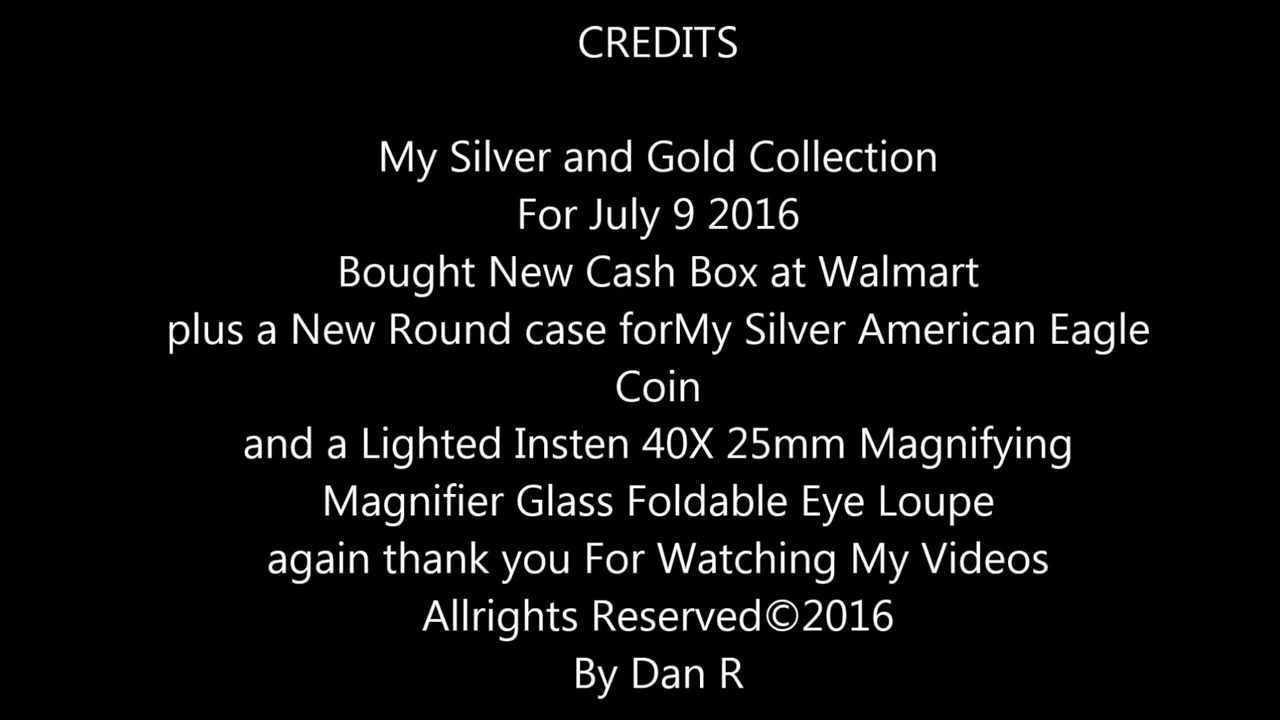 CREDITS
My Silver and Gold Collection
For July 9 2016
Bought New Cash Box at Walmart
plus a New Round case forMy Silver American Eagle
Coin
and a Lighted Insten 40X 25mm Magnifying
Magnifier Glass Foldable Eye Loupe
again thank you For Watching My Videos
Allrights Reserved©2016
By Dan R